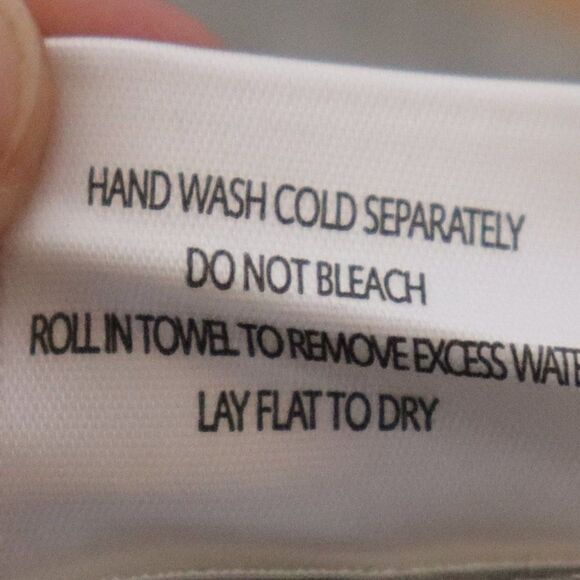 HAND WASH COLD SEPARATELY
DO NOT BLEACH
ROLL IN TOWEL TO REMOVE EXCESS WATE
LAY FLAT TO DRY